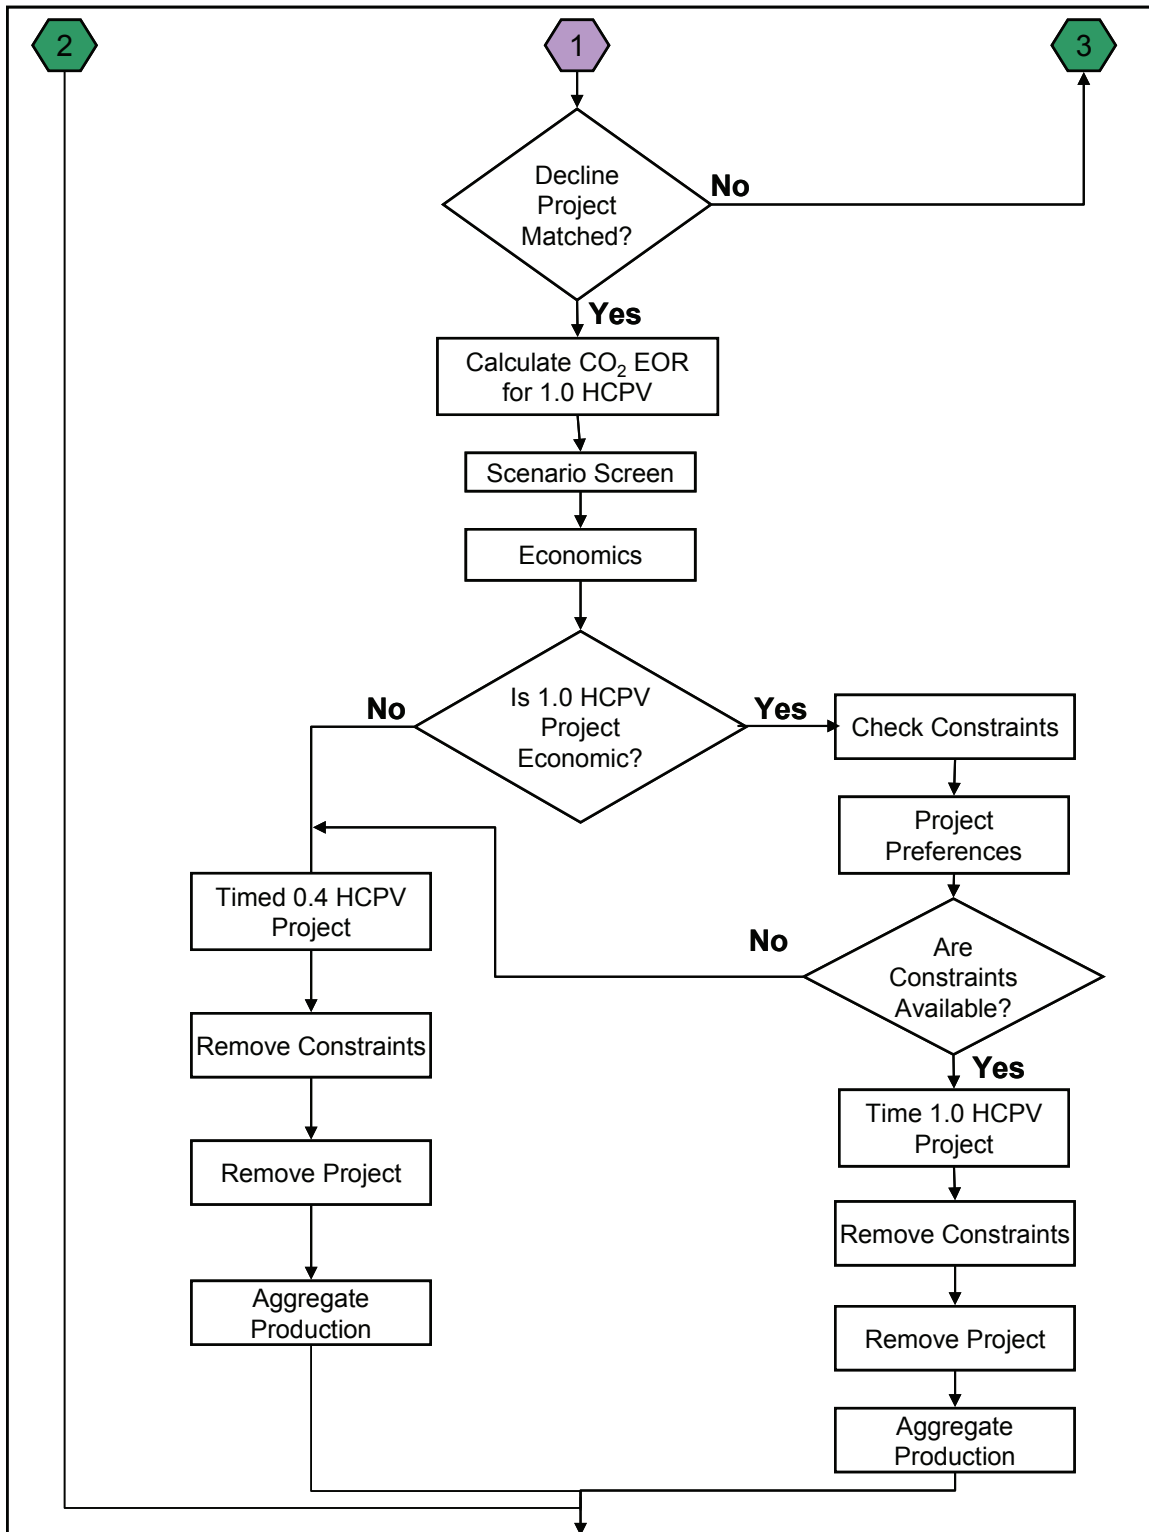 2
1
3
Decline
Project
Matched?
No
Yes
Calculate CO₂ EOR
for 1.0 HCPV
Scenario Screen
Economics
Is 1.0 HCPV
Project
Economic?
No
Yes
Check Constraints
Project
Preferences
Are
Constraints
Available?
No
Yes
Timed 0.4 HCPV
Project
Remove Constraints
Remove Project
Aggregate
Production
Time 1.0 HCPV
Project
Remove Constraints
Remove Project
Aggregate
Production